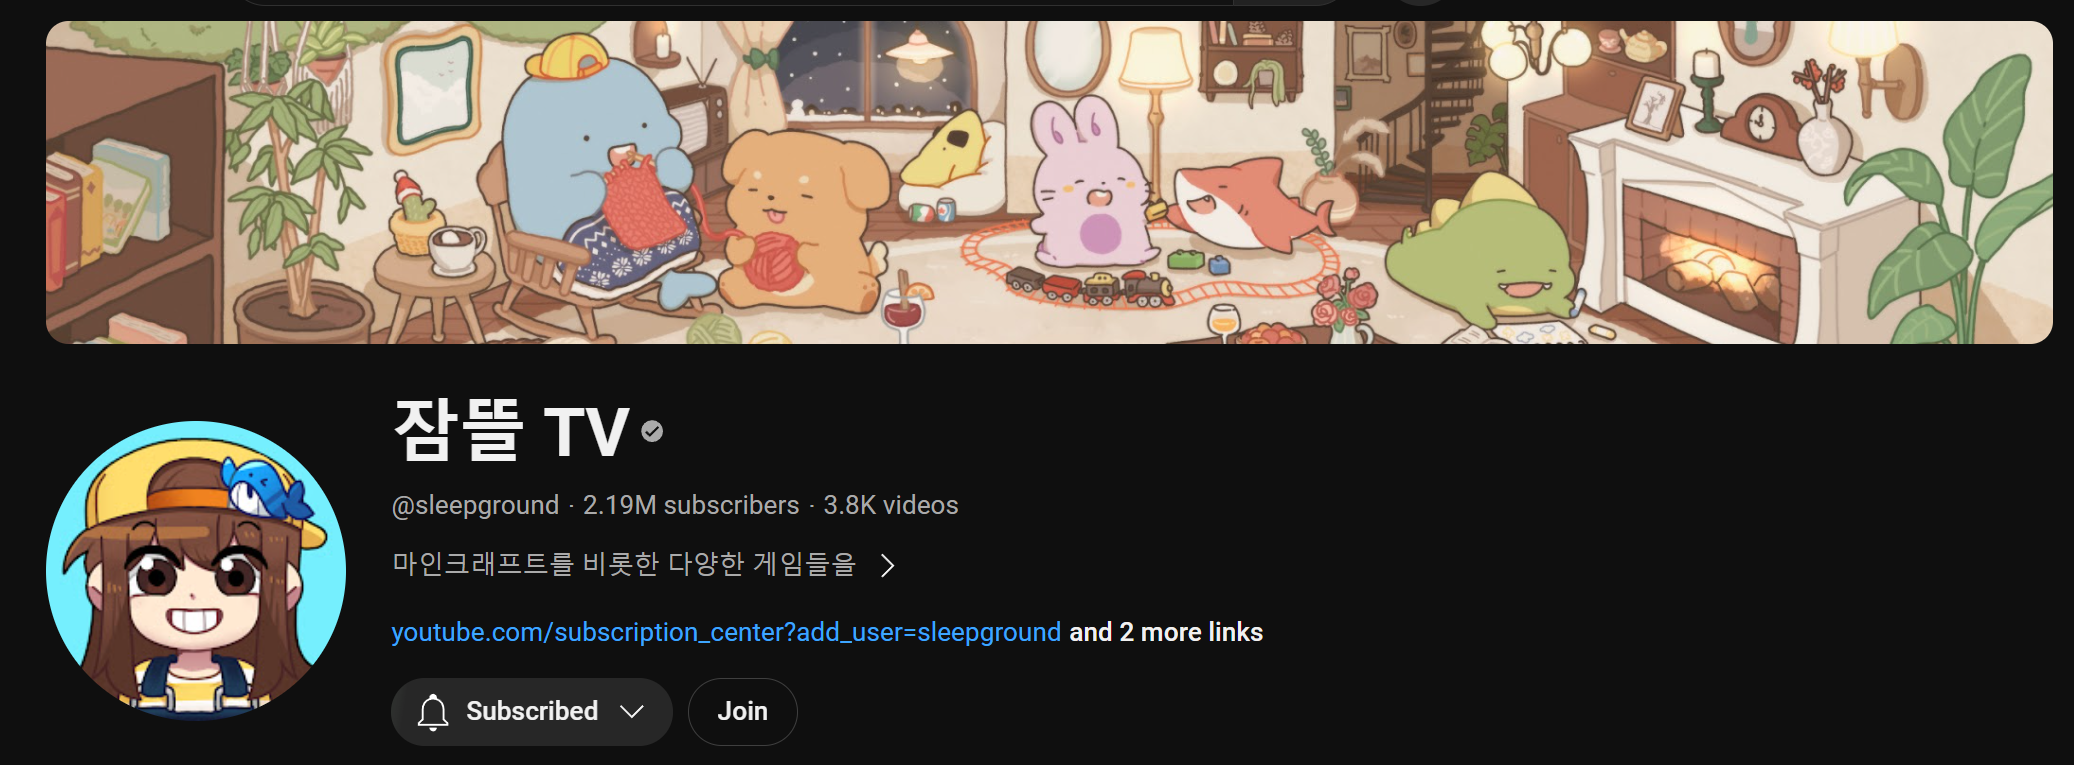 잠뜰 TV
@sleepground · 2.19M subscribers · 3.8K videos
마인크래프트를 비롯한 다양한 게임들을
youtube.com/subscription_center?add_user=sleepground and 2 more links
Subscribed Join